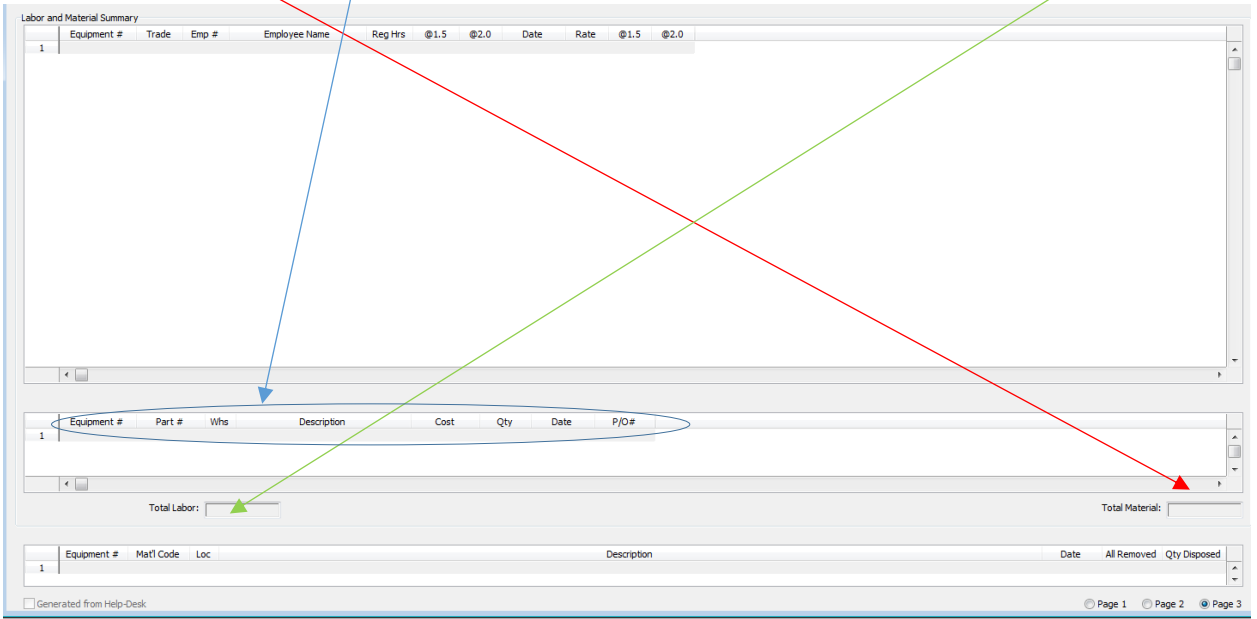 Labor and Material Summary
Equipment # Trade Emp # Employee Name Reg Hrs @1.5 @2.0 Date Rate @1.5 @2.0
1
Equipment # Part # Whs Description Cost Qty Date P/O#
1
Total Labor: Total Material:
Equipment # Mat'l Code Loc Description Date All Removed Qty Disposed
1
Generated from Help-Desk Page 1 Page 2 Page 3